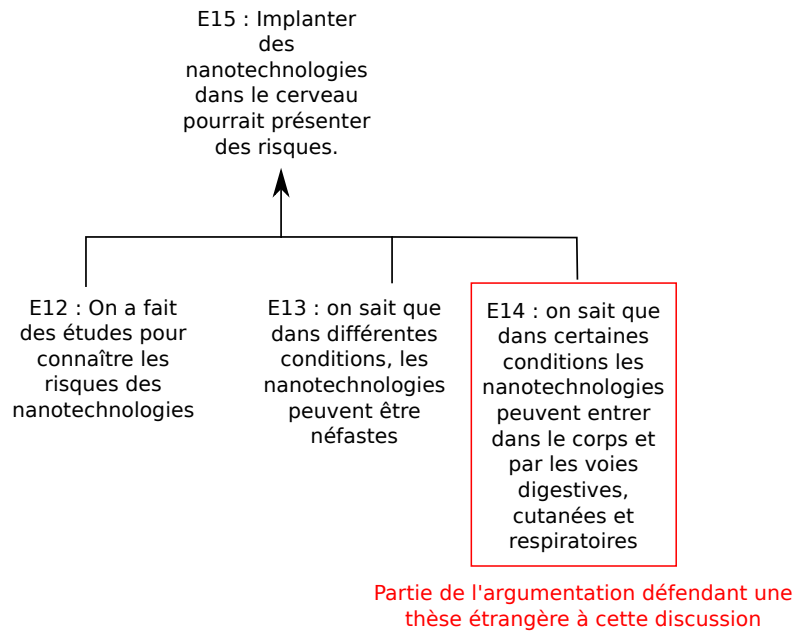 E15 : Implanter
des
nanotechnologies
dans le cerveau
pourrait présenter
des risques.
E12 : On a fait
des études pour
connaître les
risques des
nanotechnologies
E13 : on sait que
dans différentes
conditions, les
nanotechnologies
peuvent être
néfastes
E14 : on sait que
dans certaines
conditions les
nanotechnologies
peuvent entrer
dans le corps et
par les voies
digestives,
cutanées et
respiratoires
Partie de l'argumentation défendant une
thèse étrangère à cette discussion